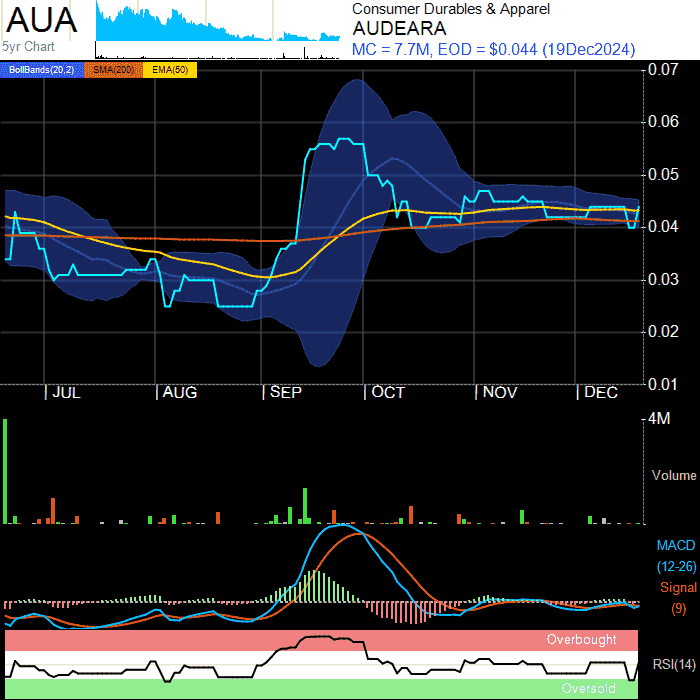 AUA
5yr Chart
Consumer Durables & Apparel
AUDEARA
MC = 7.7M, EOD = $0.044 (19Dec2024)
BollBands(20,2) SMA(200) EMA(50)
0.07
0.06
0.05
0.04
0.03
0.02
0.01
JUL AUG SEP OCT NOV DEC
4M
Volume
MACD
(12-26)
Signal
(9)
Overbought
RSI(14)
Oversold